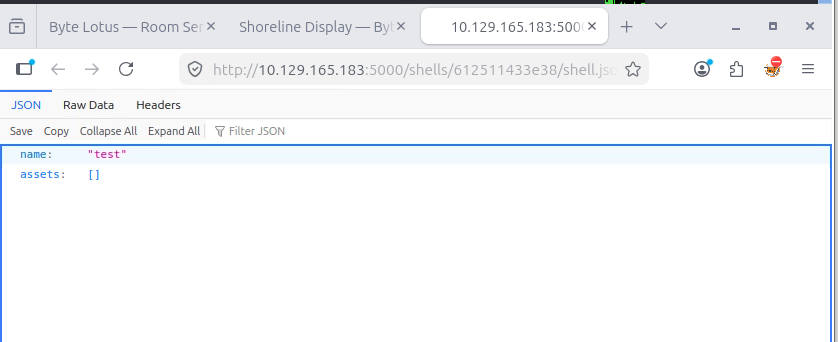 Byte Lotus — Room Ser
Shoreline Display — Byt
10.129.165.183:500
http://10.129.165.183:5000/shells/612511433e38/shell.jso
JSON
Raw Data
Headers
Save
Copy
Collapse All
Expand All
Filter JSON
name: "test"
assets: []